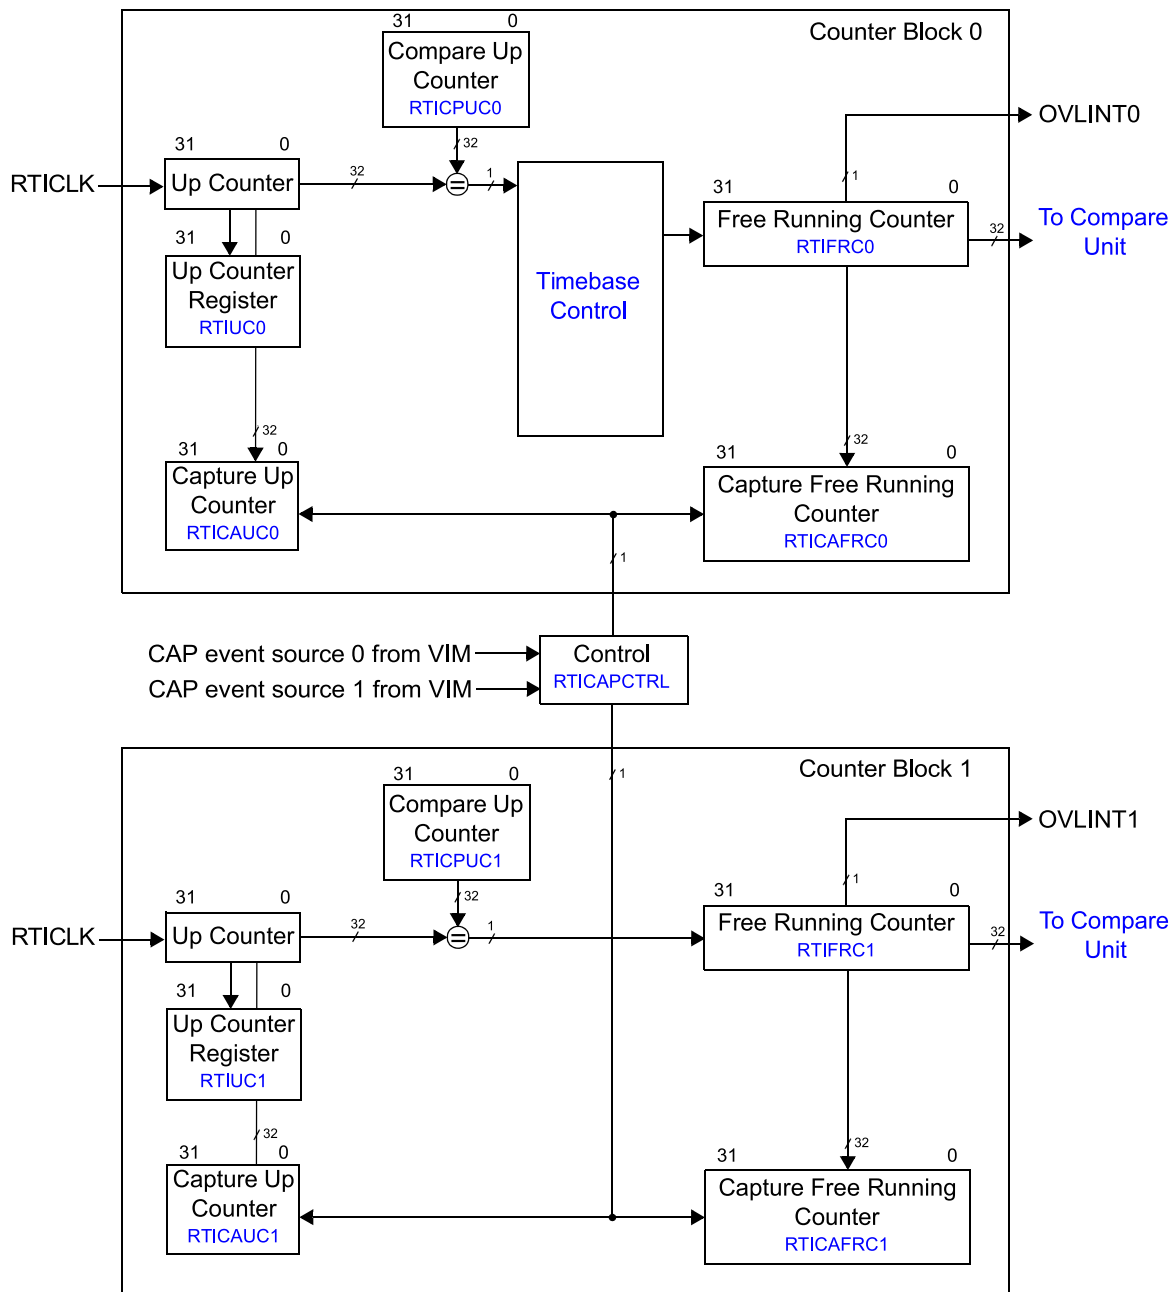 Counter Block 0
31 0
Compare Up
Counter
RTICPUC0
32
OVLINT0
31 0
RTICLK
Up Counter
32
=
1
31 0
1
Free Running Counter
RTIFRC0
32
To Compare
Unit
31 0
Up Counter
Register
RTIUC0
Timebase
Control
32
31 0
Capture Up
Counter
RTICAUC0
32
31 0
Capture Free Running
Counter
RTICAFRC0
1
CAP event source 0 from VIM
CAP event source 1 from VIM
Control
RTICAPCTRL
Counter Block 1
1
31 0
Compare Up
Counter
RTICPUC1
32
OVLINT1
31 0
RTICLK
Up Counter
32
=
1
31 0
1
Free Running Counter
RTIFRC1
32
To Compare
Unit
31 0
Up Counter
Register
RTIUC1
32
31 0
Capture Up
Counter
RTICAUC1
32
31 0
Capture Free Running
Counter
RTICAFRC1